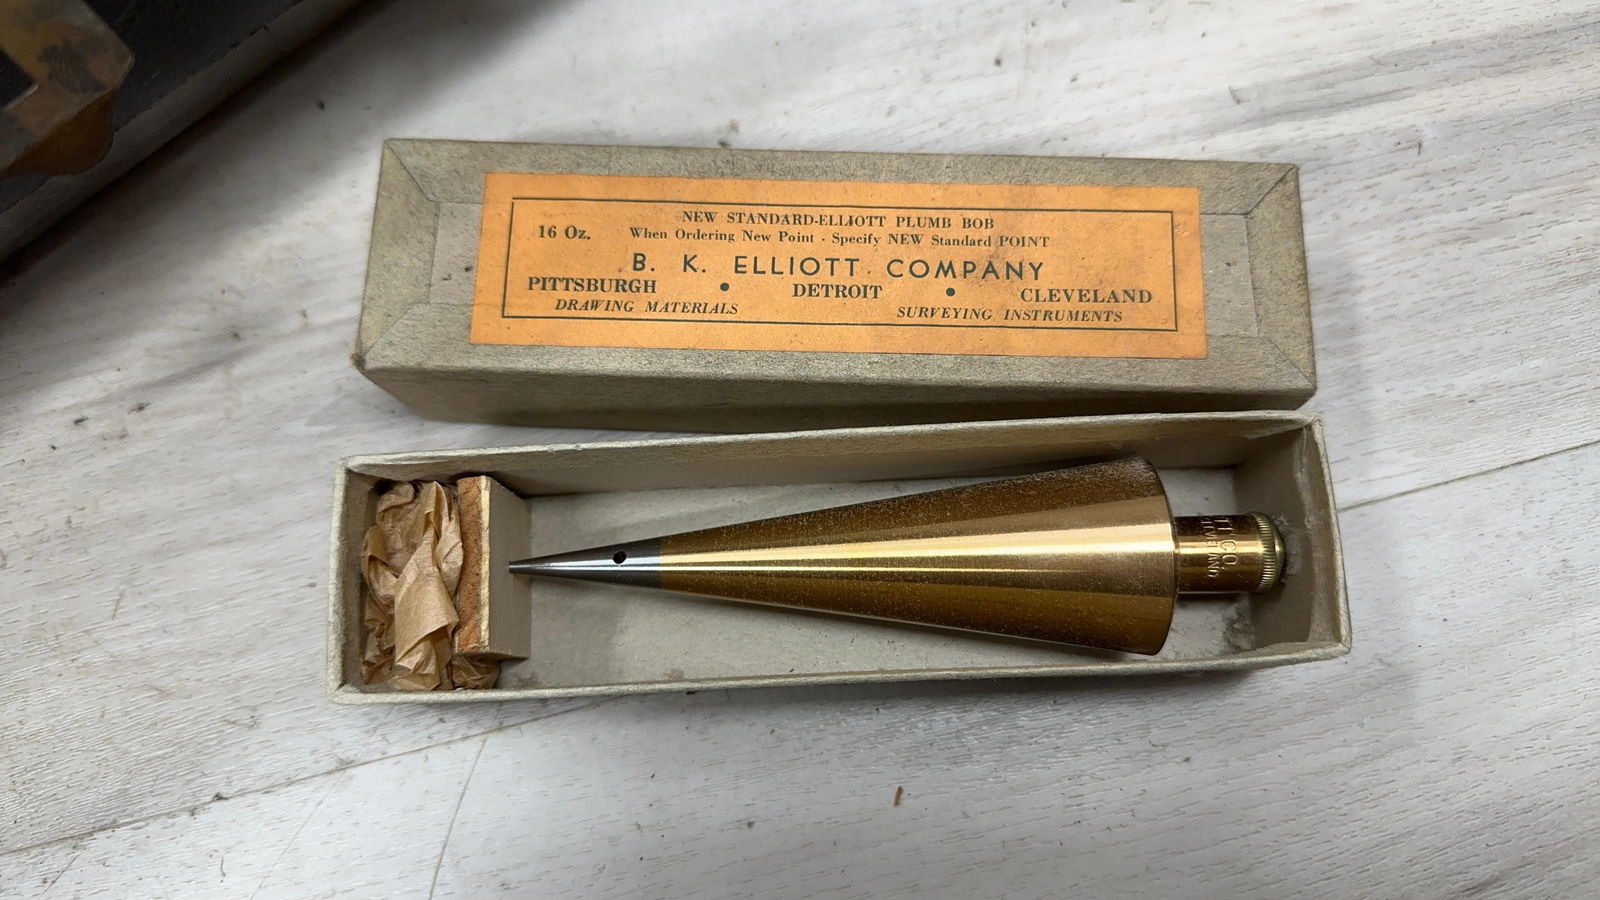 NEW STANDARD-ELLIOTT PLUMB BOB
16 Oz. When Ordering New Point - Specify NEW Standard POINT
B. K. ELLIOTT COMPANY
PITTSBURGH • DETROIT • CLEVELAND
DRAWING MATERIALS SURVEYING INSTRUMENTS
CO.